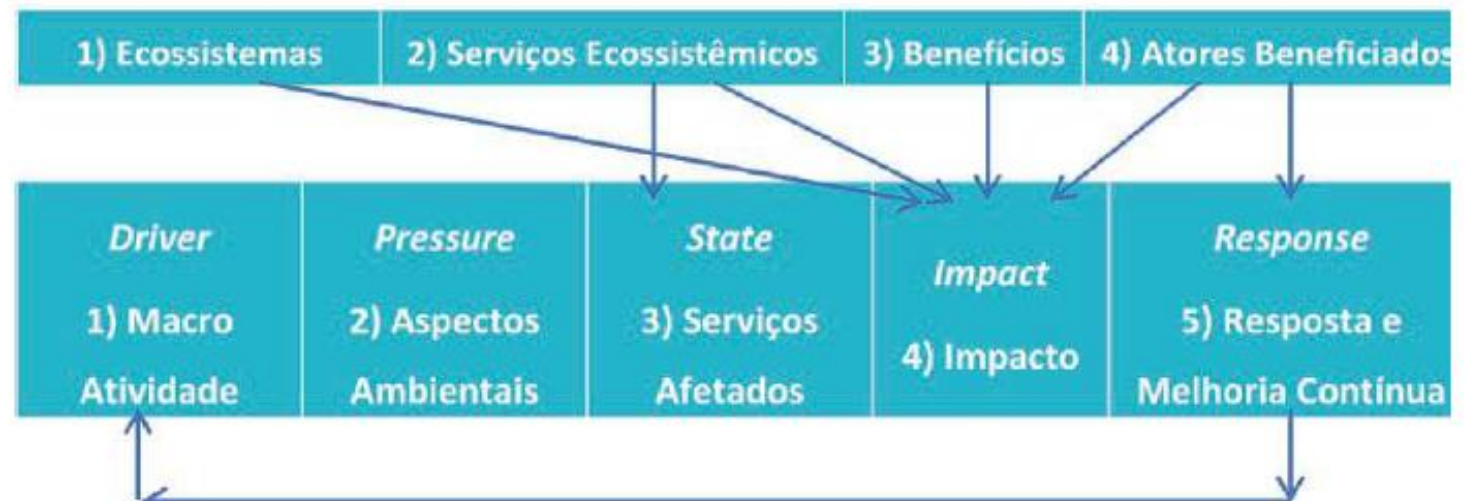 1) Ecossistemas
2) Serviços Ecossistêmicos
3) Benefícios
4) Atores Beneficiados
Driver
1) Macro
Atividade
Pressure
2) Aspectos
Ambientais
State
3) Serviços
Afetados
Impact
4) Impacto
Response
5) Resposta e
Melhoria Contínua